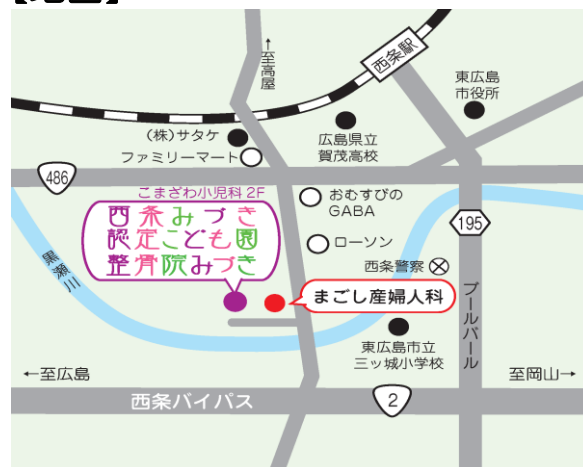 ←至高屋
西条駅
東広島
市役所
(株)サタケ
広島県立
賀茂高校
ファミリーマート
486
こまざわ小児科 2F
西条みづき
認定こども園
整骨院みづき
おむすびの
GABA
195
ローソン
黒瀬川
西条警察
ブールバール
まごし産婦人科
東広島市立
三ッ城小学校
←至広島
至岡山→
西条バイパス
2